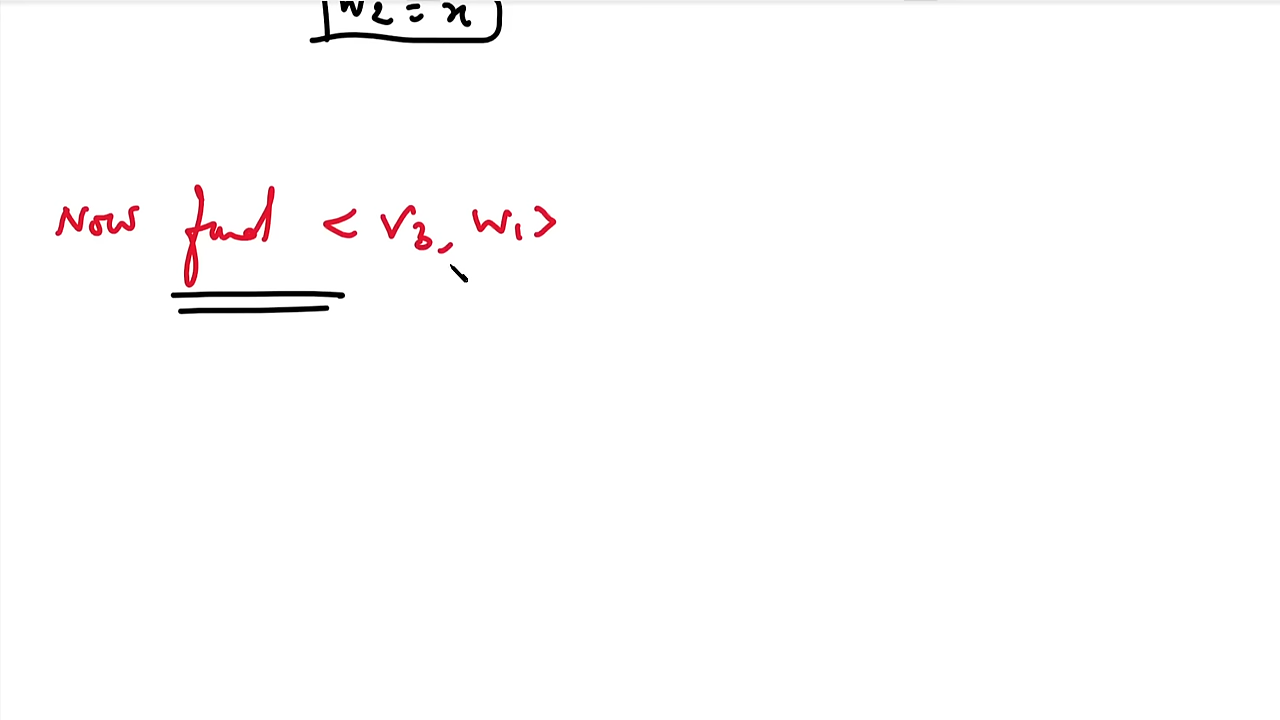 w2 = x
Now find < v3, w1 >